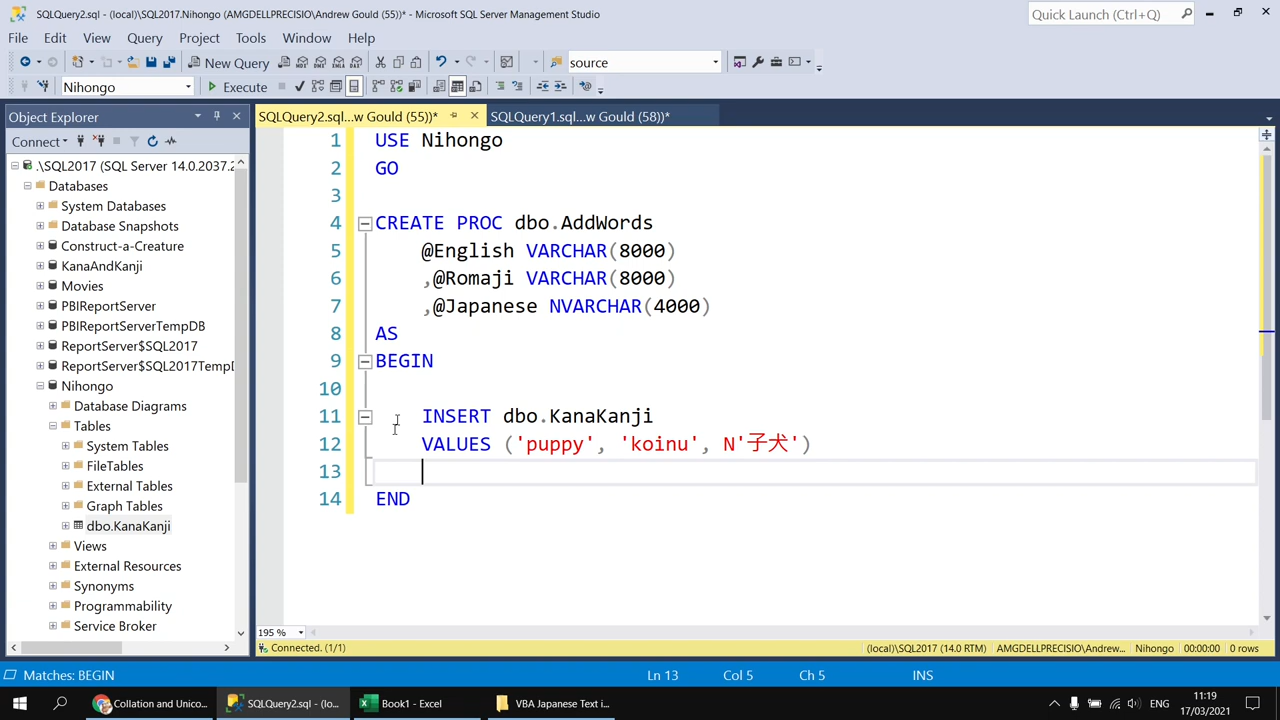 SQLQuery2.sql - (local)\SQL2017.Nihongo (AMGDELLPRECISIO\Andrew Gould (55))* - Microsoft SQL Server Management Studio
Quick Launch (Ctrl+Q)
File Edit View Query Project Tools Window Help
New Query
MDX DMX XMLA DAX
source
Nihongo
Execute
Object Explorer
SQLQuery2.sql...w Gould (55))*
SQLQuery1.sql...w Gould (58))*
Connect
.\SQL2017 (SQL Server 14.0.2037.2
Databases
System Databases
Database Snapshots
Construct-a-Creature
KanaAndKanji
Movies
PBIReportServer
PBIReportServerTempDB
ReportServer$SQL2017
ReportServer$SQL2017Temp
Nihongo
Database Diagrams
Tables
System Tables
FileTables
External Tables
Graph Tables
dbo.KanaKanji
Views
External Resources
Synonyms
Programmability
Service Broker
1 USE Nihongo
2 GO
3
4 CREATE PROC dbo.AddWords
5 @English VARCHAR(8000)
6 ,@Romaji VARCHAR(8000)
7 ,@Japanese NVARCHAR(4000)
8 AS
9 BEGIN
10
11 INSERT dbo.KanaKanji
12 VALUES ('puppy', 'koinu', N'子犬')
13
14 END
195 %
Connected. (1/1)
(local)\SQL2017 (14.0 RTM) AMGDELLPRECISIO\Andrew... Nihongo 00:00:00 0 rows
Matches: BEGIN
Ln 13 Col 5 Ch 5 INS
Collation and Unico...
SQLQuery2.sql - (lo...
Book1 - Excel
VBA Japanese Text i...
ENG
11:19
17/03/2021